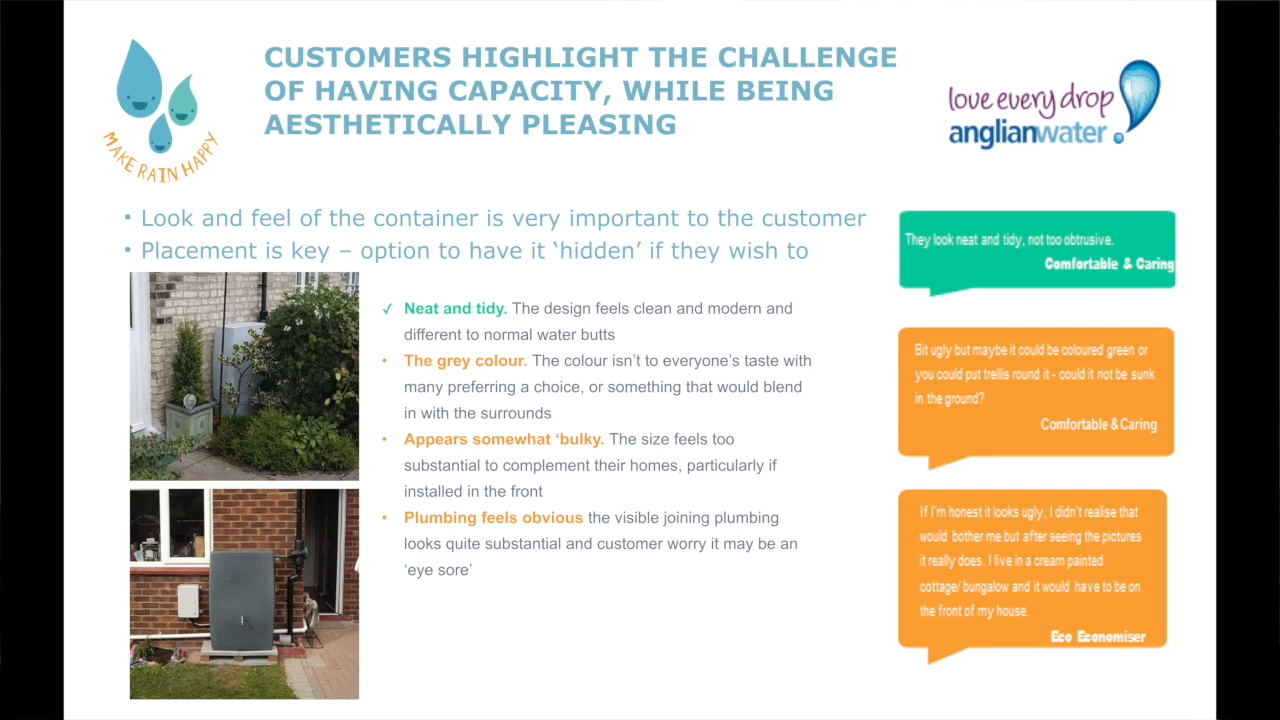 CUSTOMERS HIGHLIGHT THE CHALLENGE
OF HAVING CAPACITY, WHILE BEING
AESTHETICALLY PLEASING
MAKE RAIN HAPPY
love every drop
anglianwater
• Look and feel of the container is very important to the customer
• Placement is key – option to have it ‘hidden’ if they wish to
✓ Neat and tidy. The design feels clean and modern and
different to normal water butts
• The grey colour. The colour isn’t to everyone’s taste with
many preferring a choice, or something that would blend
in with the surrounds
• Appears somewhat ‘bulky. The size feels too
substantial to complement their homes, particularly if
installed in the front
• Plumbing feels obvious the visible joining plumbing
looks quite substantial and customer worry it may be an
‘eye sore’
They look neat and tidy, not too obtrusive.
Comfortable & Caring
Bit ugly but maybe it could be coloured green or
you could put trellis round it - could it not be sunk
in the ground?
Comfortable & Caring
If I'm honest it looks ugly, I didn't realise that
would bother me but after seeing the pictures
it really does. I live in a cream painted
cottage/ bungalow and it would have to be on
the front of my house.
Eco Economiser